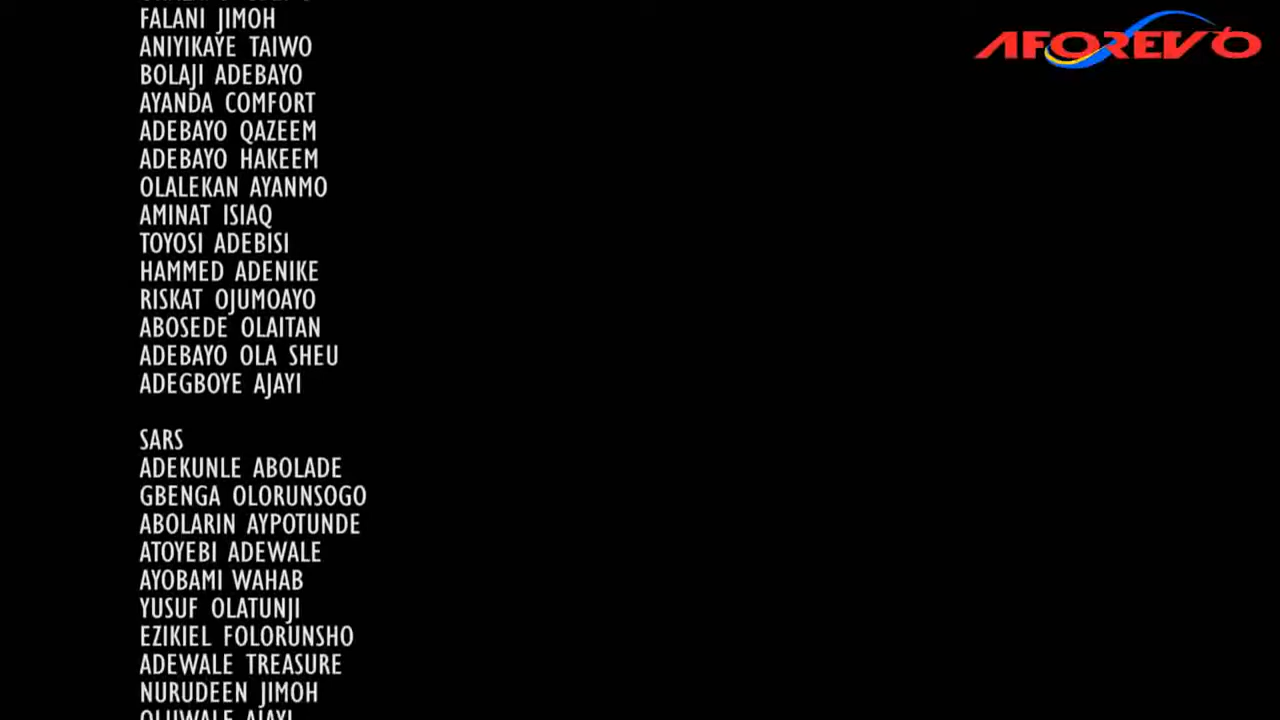 FALANI JIMOH
ANIYIKAYE TAIWO
BOLAJI ADEBAYO
AYANDA COMFORT
ADEBAYO QAZEEM
ADEBAYO HAKEEM
OLALEKAN AYANMO
AMINAT ISIAQ
TOYOSI ADEBISI
HAMMED ADENIKE
RISKAT OJUMOAYO
ABOSEDE OLAITAN
ADEBAYO OLA SHEU
ADEGBOYE AJAYI
SARS
ADEKUNLE ABOLADE
GBENGA OLORUNSOGO
ABOLARIN AYPOTUNDE
ATOYEBI ADEWALE
AYOBAMI WAHAB
YUSUF OLATUNJI
EZIKIEL FOLORUNSHO
ADEWALE TREASURE
NURUDEEN JIMOH
OLUWALE AJAYI
AFOREVO